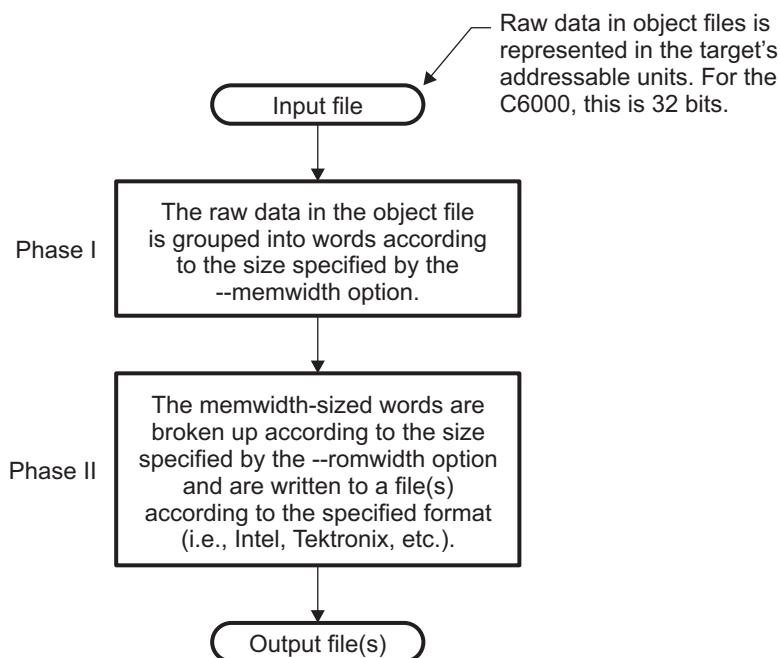 Raw data in object files is
represented in the target's
addressable units. For the
C6000, this is 32 bits.
Input file
Phase I
The raw data in the object file
is grouped into words according
to the size specified by the
--memwidth option.
Phase II
The memwidth-sized words are
broken up according to the size
specified by the --romwidth option
and are written to a file(s)
according to the specified format
(i.e., Intel, Tektronix, etc.).
Output file(s)